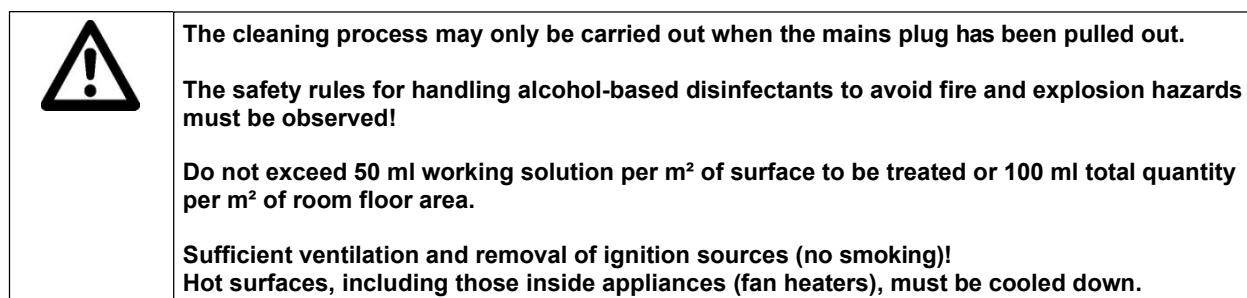 The cleaning process may only be carried out when the mains plug has been pulled out.
The safety rules for handling alcohol-based disinfectants to avoid fire and explosion hazards
must be observed!
Do not exceed 50 ml working solution per m² of surface to be treated or 100 ml total quantity
per m² of room floor area.
Sufficient ventilation and removal of ignition sources (no smoking)!
Hot surfaces, including those inside appliances (fan heaters), must be cooled down.